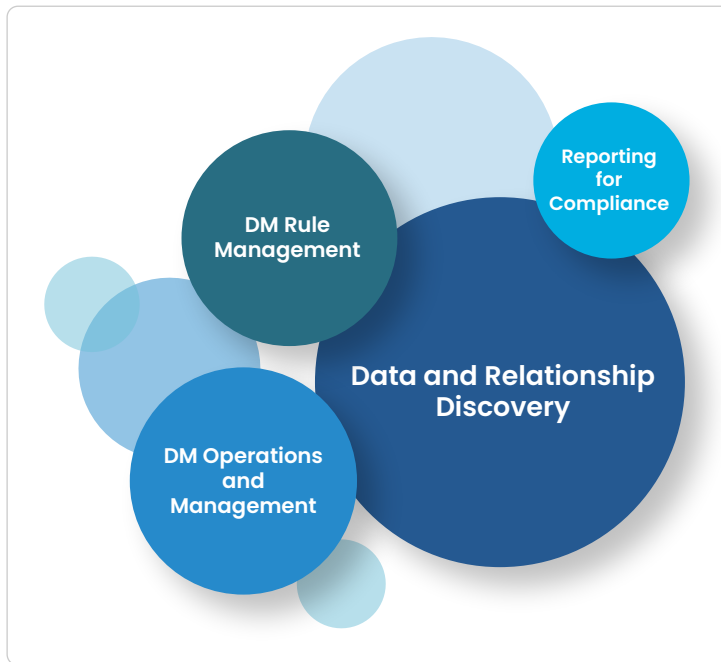 Reporting
for
Compliance
DM Rule
Management
Data and Relationship
Discovery
DM Operations
and
Management